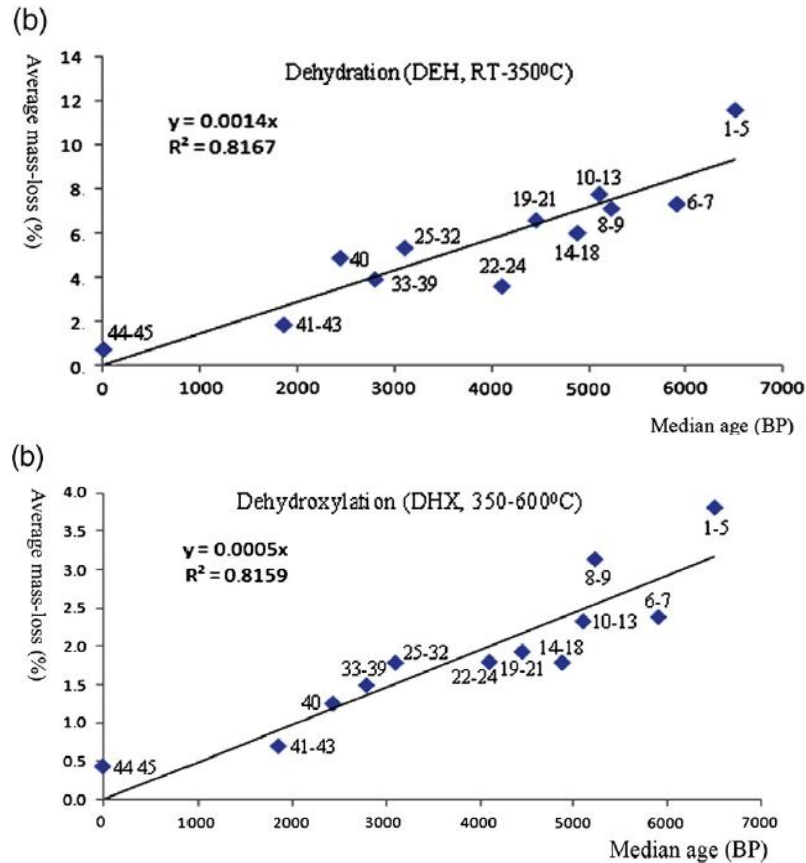 (b)
Average mass-loss (%)
14
12
10
8
6.
4.
2.
0.
Dehydration (DEH, RT-350⁰C)
y = 0.0014x
R² = 0.8167
1-5
10-13
19-21
6-7
8-9
25-32
14-18
40
33-39
22-24
44-45
41-43
0 1000 2000 3000 4000 5000 6000 7000
Median age (BP)
(b)
Average mass-loss (%)
4.0
3.5
3.0
2.5
2.0
1.5
1.0
0.5
0.0
Dehydroxylation (DHX, 350-600⁰C)
y = 0.0005x
R² = 0.8159
1-5
8-9
6-7
10-13
25-32
14-18
33-39
22-24 19-21
40
41-43
44 45
0 1000 2000 3000 4000 5000 6000 7000
Median age (BP)